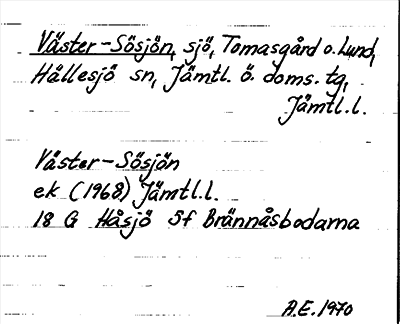 Väster-Sösjön, sjö, Tomasgård o. Lund,
Hällesjö sn, Jämtl. ö. doms. tg,
Jämtl.l.
Väster-Sösjön
ek (1968) Jämtl.l.
18 G Håsjö 5f Brännåsbodarna
A.E. 1970